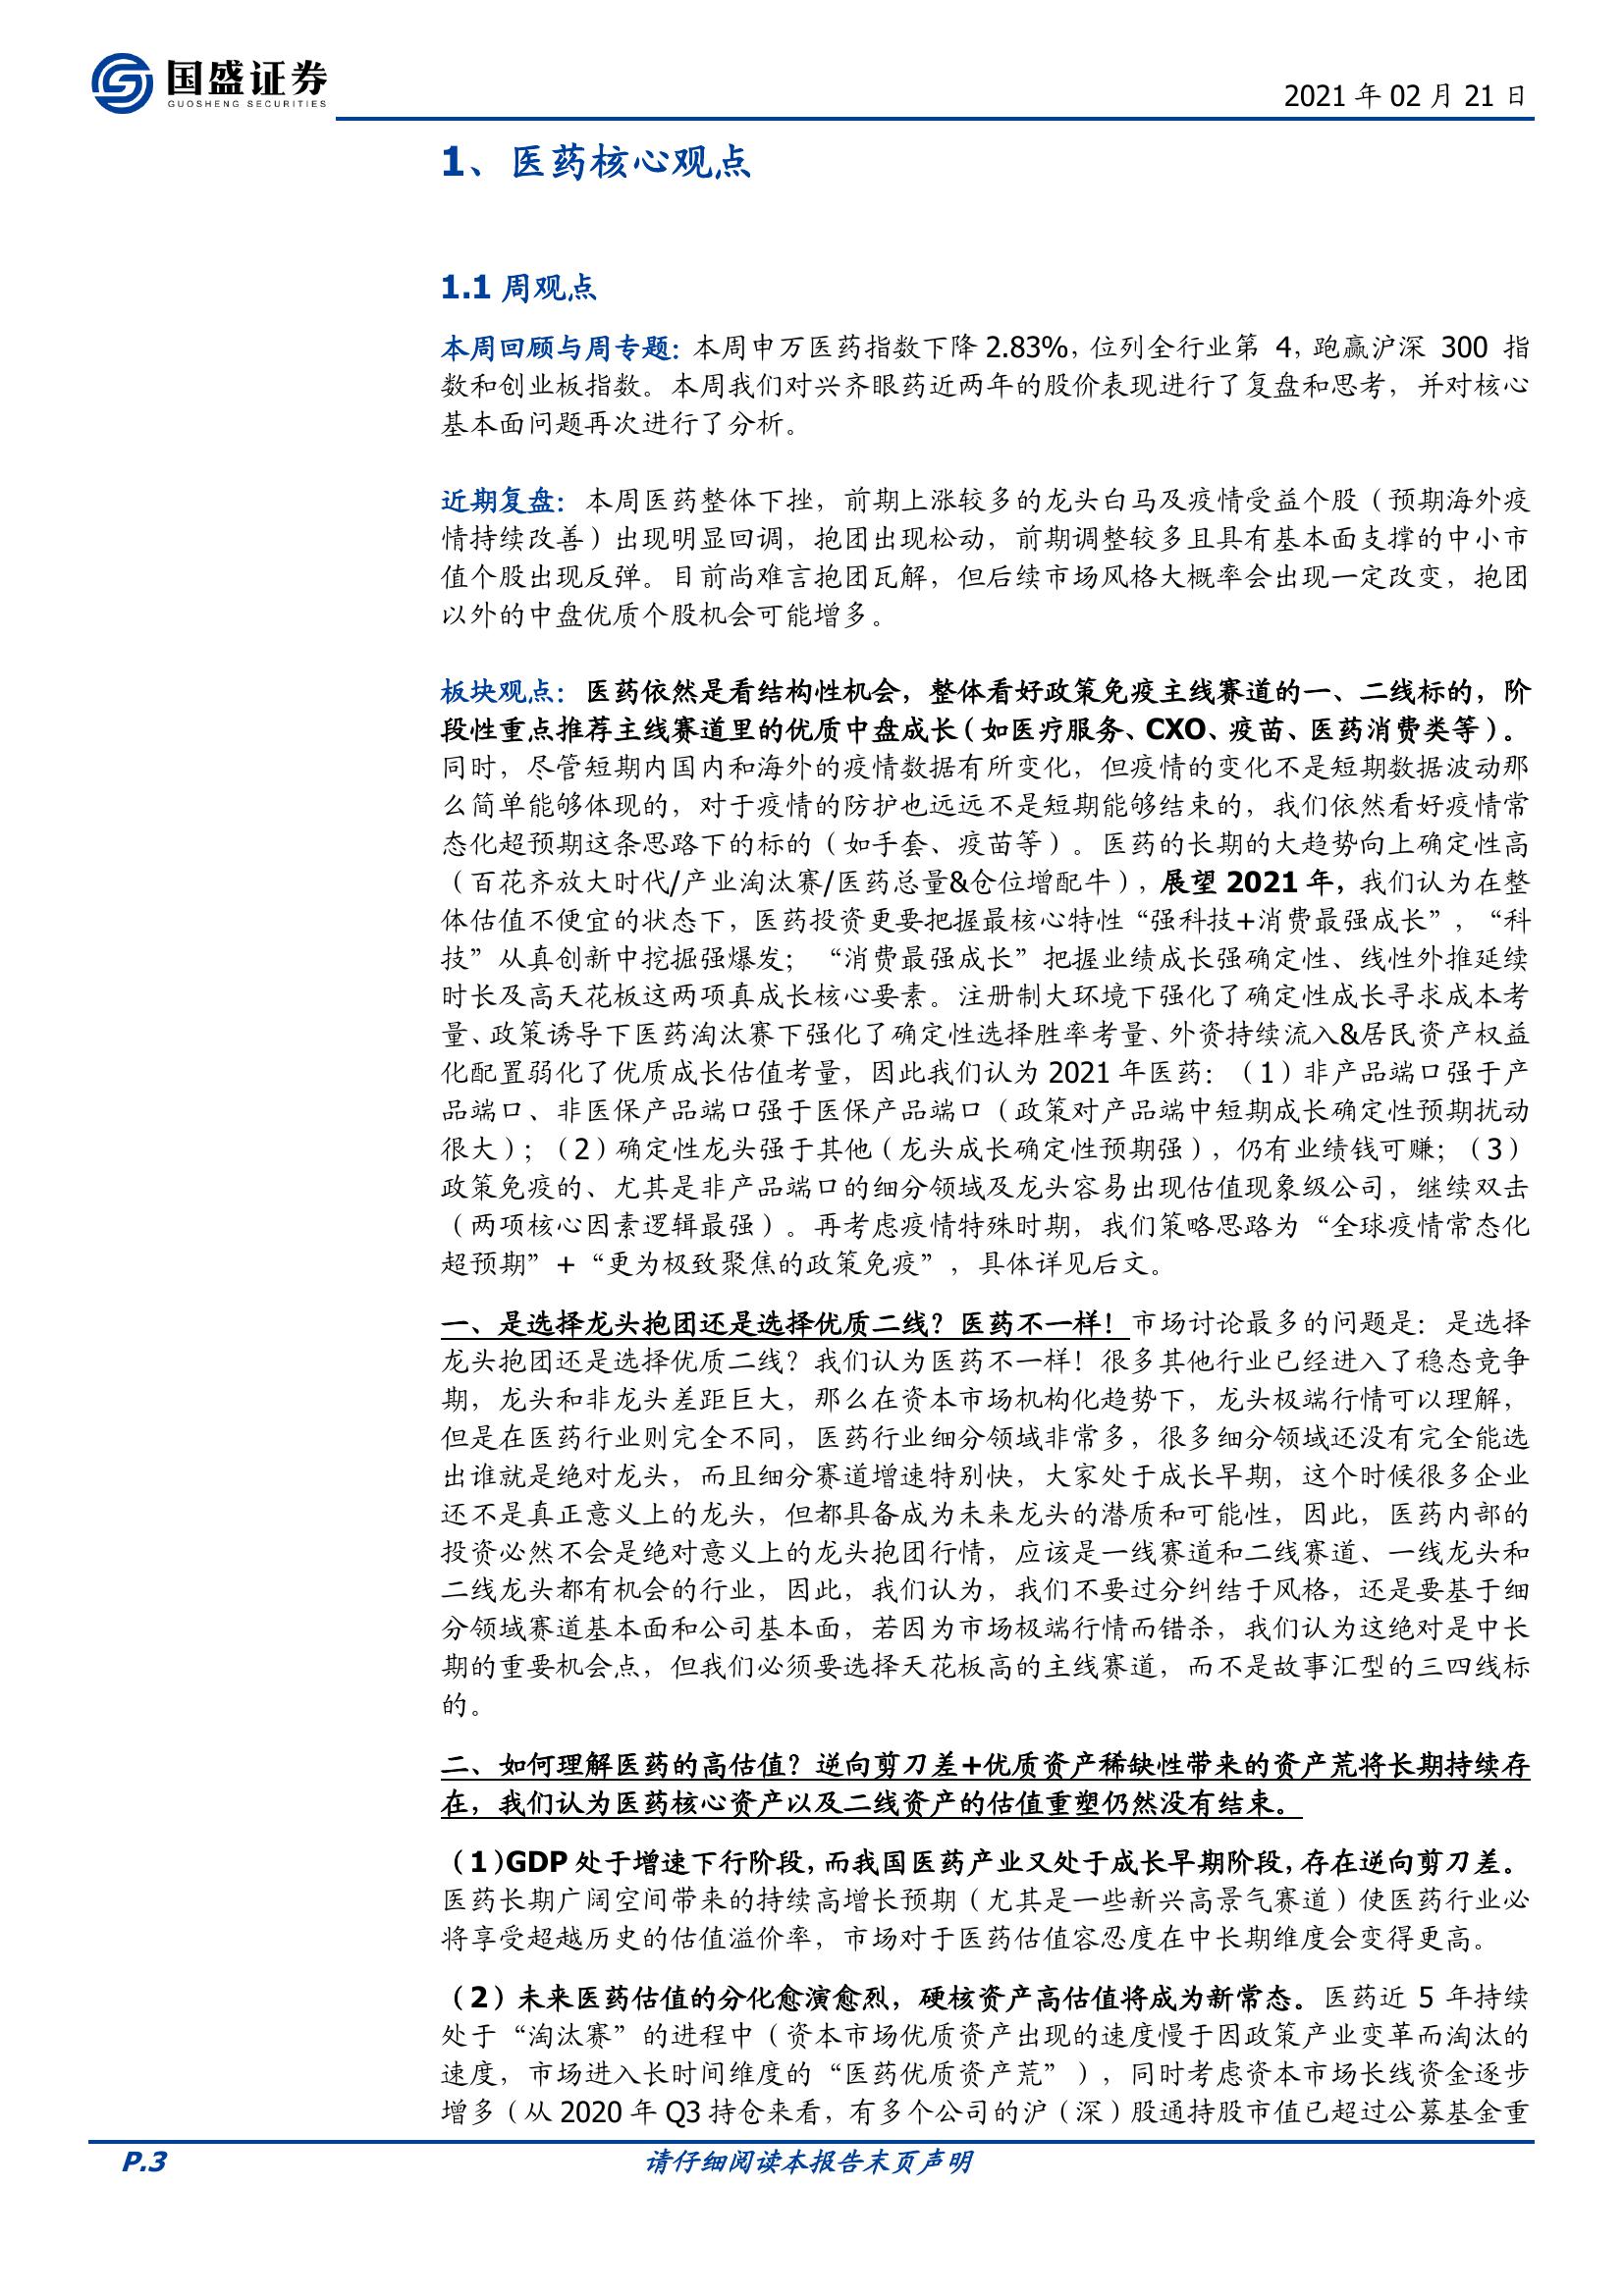 国盛证券
GUOSHENG SECURITIES
2021 年 02 月 21 日
1、医药核心观点
1.1 周观点
本周回顾与周专题：本周申万医药指数下降 2.83%，位列全行业第 4，跑赢沪深 300 指
数和创业板指数。本周我们对兴齐眼药近两年的股价表现进行了复盘和思考，并对核心
基本面问题再次进行了分析。
近期复盘：本周医药整体下挫，前期上涨较多的龙头白马及疫情受益个股（预期海外疫
情持续改善）出现明显回调，抱团出现松动，前期调整较多且具有基本面支撑的中小市
值个股出现反弹。目前尚难言抱团瓦解，但后续市场风格大概率会出现一定改变，抱团
以外的中盘优质个股机会可能增多。
板块观点：医药依然是看结构性机会，整体看好政策免疫主线赛道的一、二线标的，阶
段性重点推荐主线赛道里的优质中盘成长（如医疗服务、CXO、疫苗、医药消费类等）。
同时，尽管短期内国内和海外的疫情数据有所变化，但疫情的变化不是短期数据波动那
么简单能够体现的，对于疫情的防护也远远不是短期能够结束的，我们依然看好疫情常
态化超预期这条思路下的标的（如手套、疫苗等）。医药的长期的大趋势向上确定性高
（百花齐放大时代/产业淘汰赛/医药总量&仓位增配牛），展望 2021 年，我们认为在整
体估值不便宜的状态下，医药投资更要把握最核心特性“强科技+消费最强成长”，“科
技”从真创新中挖掘强爆发；“消费最强成长”把握业绩成长强确定性、线性外推延续
时长及高天花板这两项真成长核心要素。注册制大环境下强化了确定性成长寻求成本考
量、政策诱导下医药淘汰赛下强化了确定性选择胜率考量、外资持续流入&居民资产权益
化配置弱化了优质成长估值考量，因此我们认为 2021 年医药：（1）非产品端口强于产
品端口、非医保产品端口强于医保产品端口（政策对产品端中短期成长确定性预期扰动
很大）；（2）确定性龙头强于其他（龙头成长确定性预期强），仍有业绩钱可赚；（3）
政策免疫的、尤其是非产品端口的细分领域及龙头容易出现估值现象级公司，继续双击
（两项核心因素逻辑最强）。再考虑疫情特殊时期，我们策略思路为“全球疫情常态化
超预期”+“更为极致聚焦的政策免疫”，具体详见后文。
一、是选择龙头抱团还是选择优质二线？医药不一样！市场讨论最多的问题是：是选择
龙头抱团还是选择优质二线？我们认为医药不一样！很多其他行业已经进入了稳态竞争
期，龙头和非龙头差距巨大，那么在资本市场机构化趋势下，龙头极端行情可以理解，
但是在医药行业则完全不同，医药行业细分领域非常多，很多细分领域还没有完全能选
出谁就是绝对龙头，而且细分赛道增速特别快，大家处于成长早期，这个时候很多企业
还不是真正意义上的龙头，但都具备成为未来龙头的潜质和可能性，因此，医药内部的
投资必然不会是绝对意义上的龙头抱团行情，应该是一线赛道和二线赛道、一线龙头和
二线龙头都有机会的行业，因此，我们认为，我们不要过分纠结于风格，还是要基于细
分领域赛道基本面和公司基本面，若因为市场极端行情而错杀，我们认为这绝对是中长
期的重要机会点，但我们必须要选择天花板高的主线赛道，而不是故事汇型的三四线标
的。
二、如何理解医药的高估值？逆向剪刀差+优质资产稀缺性带来的资产荒将长期持续存
在，我们认为医药核心资产以及二线资产的估值重塑仍然没有结束。
（1）GDP 处于增速下行阶段，而我国医药产业又处于成长早期阶段，存在逆向剪刀差。
医药长期广阔空间带来的持续高增长预期（尤其是一些新兴高景气赛道）使医药行业必
将享受超越历史的估值溢价率，市场对于医药估值容忍度在中长期维度会变得更高。
（2）未来医药估值的分化愈演愈烈，硬核资产高估值将成为新常态。医药近 5 年持续
处于“淘汰赛”的进程中（资本市场优质资产出现的速度慢于因政策产业变革而淘汰的
速度，市场进入长时间维度的“医药优质资产荒”），同时考虑资本市场长线资金逐步
增多（从 2020 年 Q3 持仓来看，有多个公司的沪（深）股通持股市值已超过公募基金重
P.3
请仔细阅读本报告末页声明